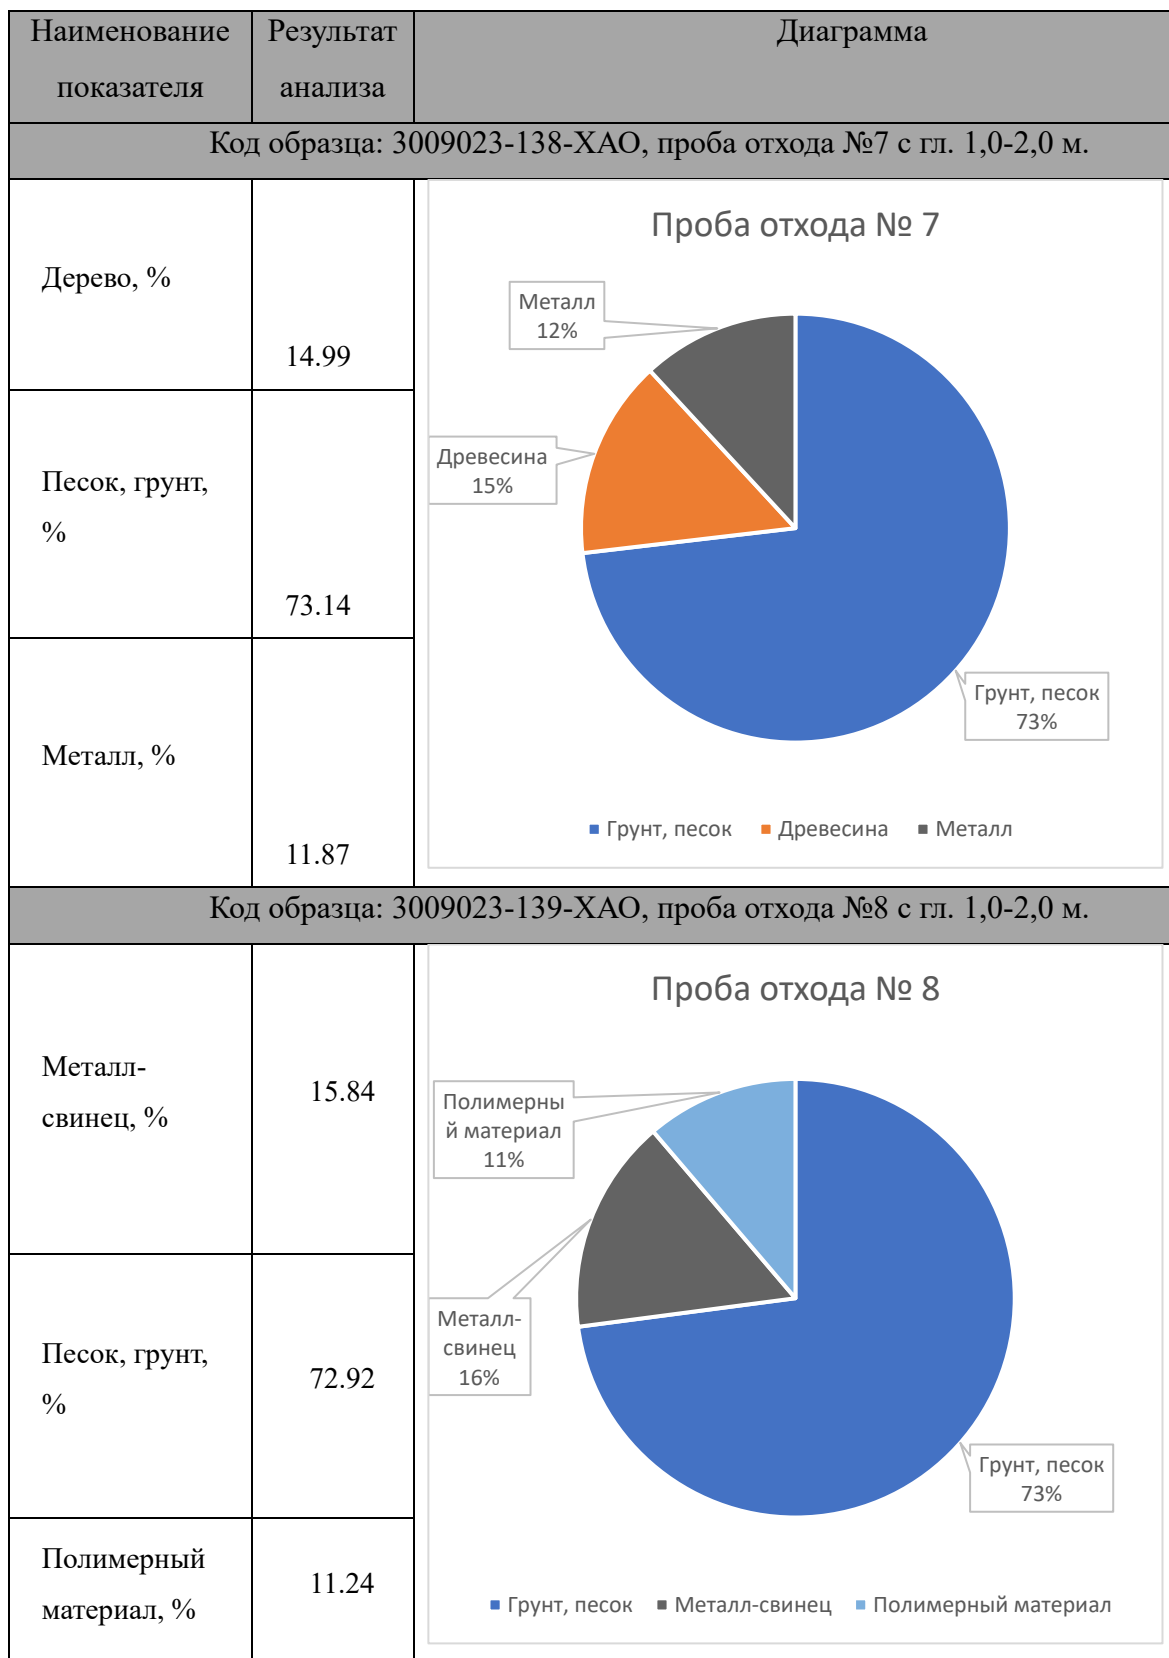 Наименование
показателя
Результат
анализа
Диаграмма
Код образца: 3009023-138-ХАО, проба отхода №7 с гл. 1,0-2,0 м.
Дерево, %
14.99
Песок, грунт,
%
73.14
Металл, %
11.87
Проба отхода № 7
Металл
12%
Древесина
15%
Грунт, песок
73%
Грунт, песок Древесина Металл
Код образца: 3009023-139-ХАО, проба отхода №8 с гл. 1,0-2,0 м.
Металл-
свинец, %
15.84
Песок, грунт,
%
72.92
Полимерный
материал, %
11.24
Проба отхода № 8
Полимерны
й материал
11%
Металл-
свинец
16%
Грунт, песок
73%
Грунт, песок Металл-свинец Полимерный материал